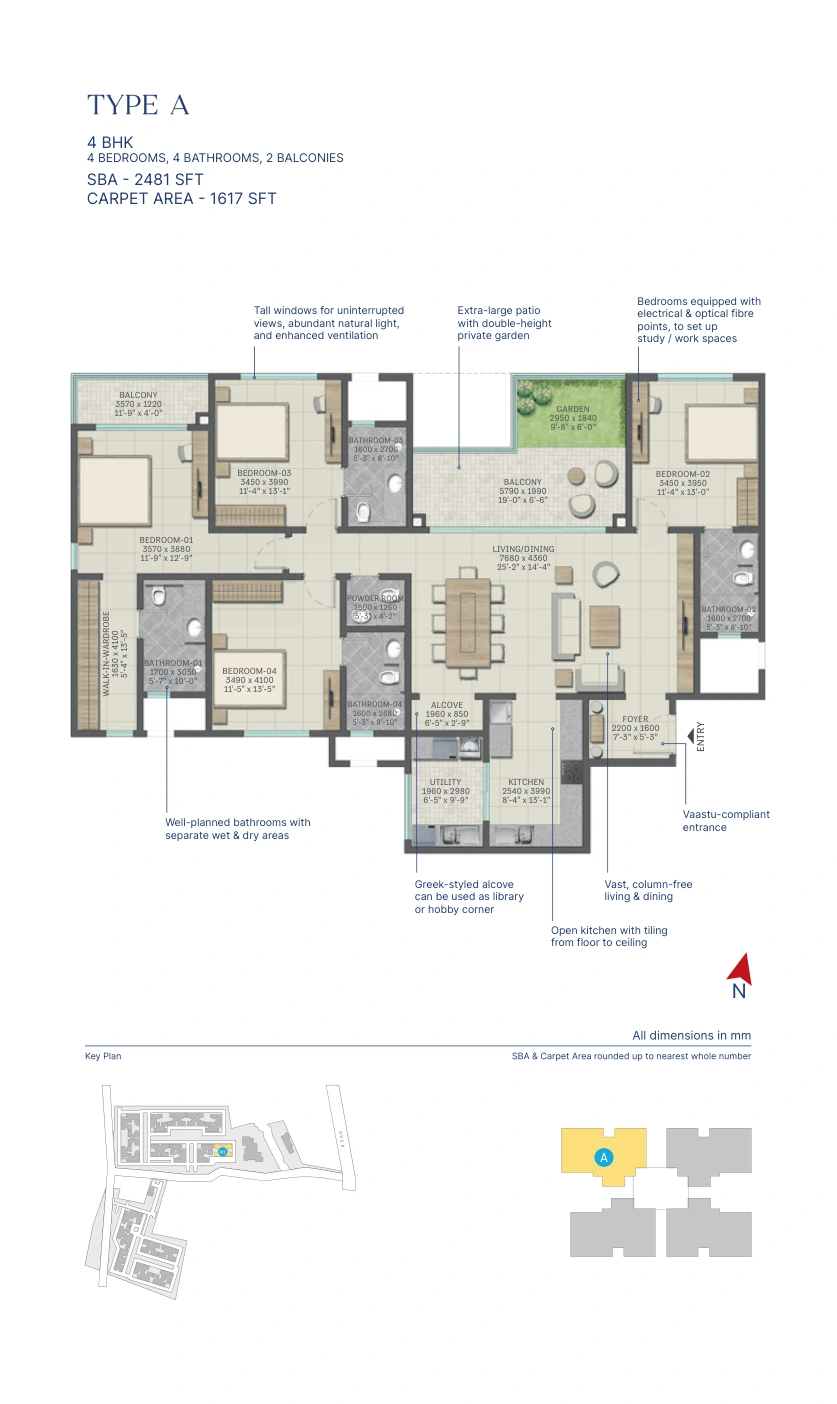 TYPE A
4 BHK
4 BEDROOMS, 4 BATHROOMS, 2 BALCONIES
SBA - 2481 SFT
CARPET AREA - 1617 SFT
Tall windows for uninterrupted
views, abundant natural light,
and enhanced ventilation
Extra-large patio
with double-height
private garden
Bedrooms equipped with
electrical & optical fibre
points, to set up
study / work spaces
BALCONY
3570 x 1220
11'-9" x 4'-0"
BEDROOM-03
3450 x 3990
11'-4" x 13'-1"
BATHROOM-03
1600 x 2700
5'-3" x 8'-10"
GARDEN
2950 x 1840
9'-8" x 6'-0"
BALCONY
5790 x 1990
19'-0" x 6'-6"
BEDROOM-02
3450 x 3950
11'-4" x 13'-0"
BEDROOM-01
3570 x 3880
11'-9" x 12'-9"
LIVING/DINING
7680 x 4360
25'-2" x 14'-4"
WALK-IN-WARDROBE
1630 x 4100
5'-4" x 13'-5"
BATHROOM-01
1700 x 3050
5'-7" x 10'-0"
BEDROOM-04
3490 x 4100
11'-5" x 13'-5"
POWDER ROOM
1600 x 1260
5'-3" x 4'-2"
BATHROOM-04
1600 x 2680
5'-3" x 8'-10"
BATHROOM-02
1600 x 2700
5'-3" x 8'-10"
ALCOVE
1960 x 850
6'-5" x 2'-9"
FOYER
2200 x 1600
7'-3" x 5'-3"
ENTRY
UTILITY
1960 x 2980
6'-5" x 9'-9"
KITCHEN
2540 x 3990
8'-4" x 13'-1"
Well-planned bathrooms with
separate wet & dry areas
Vaastu-compliant
entrance
Greek-styled alcove
can be used as library
or hobby corner
Vast, column-free
living & dining
Open kitchen with tiling
from floor to ceiling
N
All dimensions in mm
Key Plan
SBA & Carpet Area rounded up to nearest whole number
A